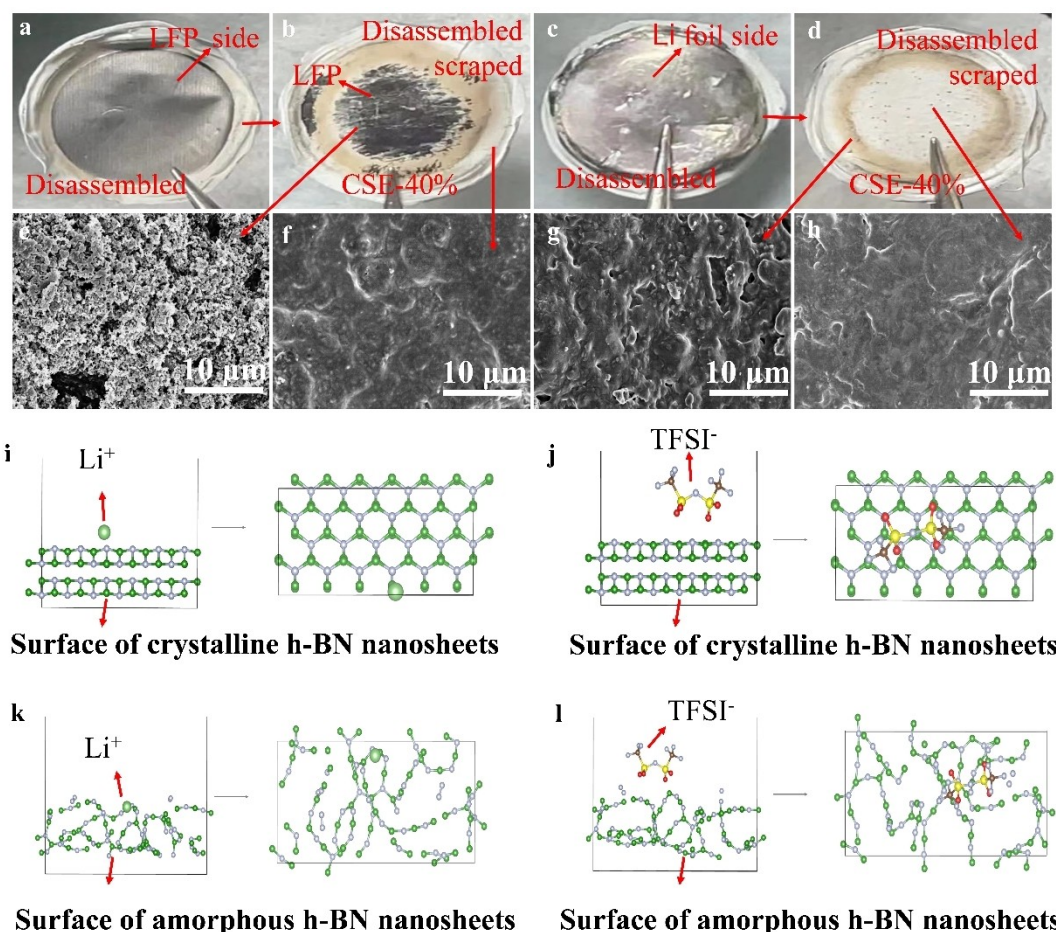 a
LFP side
Disassembled
b
Disassembled
scraped
LFP
CSE-40%
c
Li foil side
Disassembled
d
Disassembled
scraped
CSE-40%
e
10 µm
f
10 µm
g
10 µm
h
10 µm
i
Li⁺
Surface of crystalline h-BN nanosheets
j
TFSI⁻
Surface of crystalline h-BN nanosheets
k
Li⁺
Surface of amorphous h-BN nanosheets
l
TFSI⁻
Surface of amorphous h-BN nanosheets